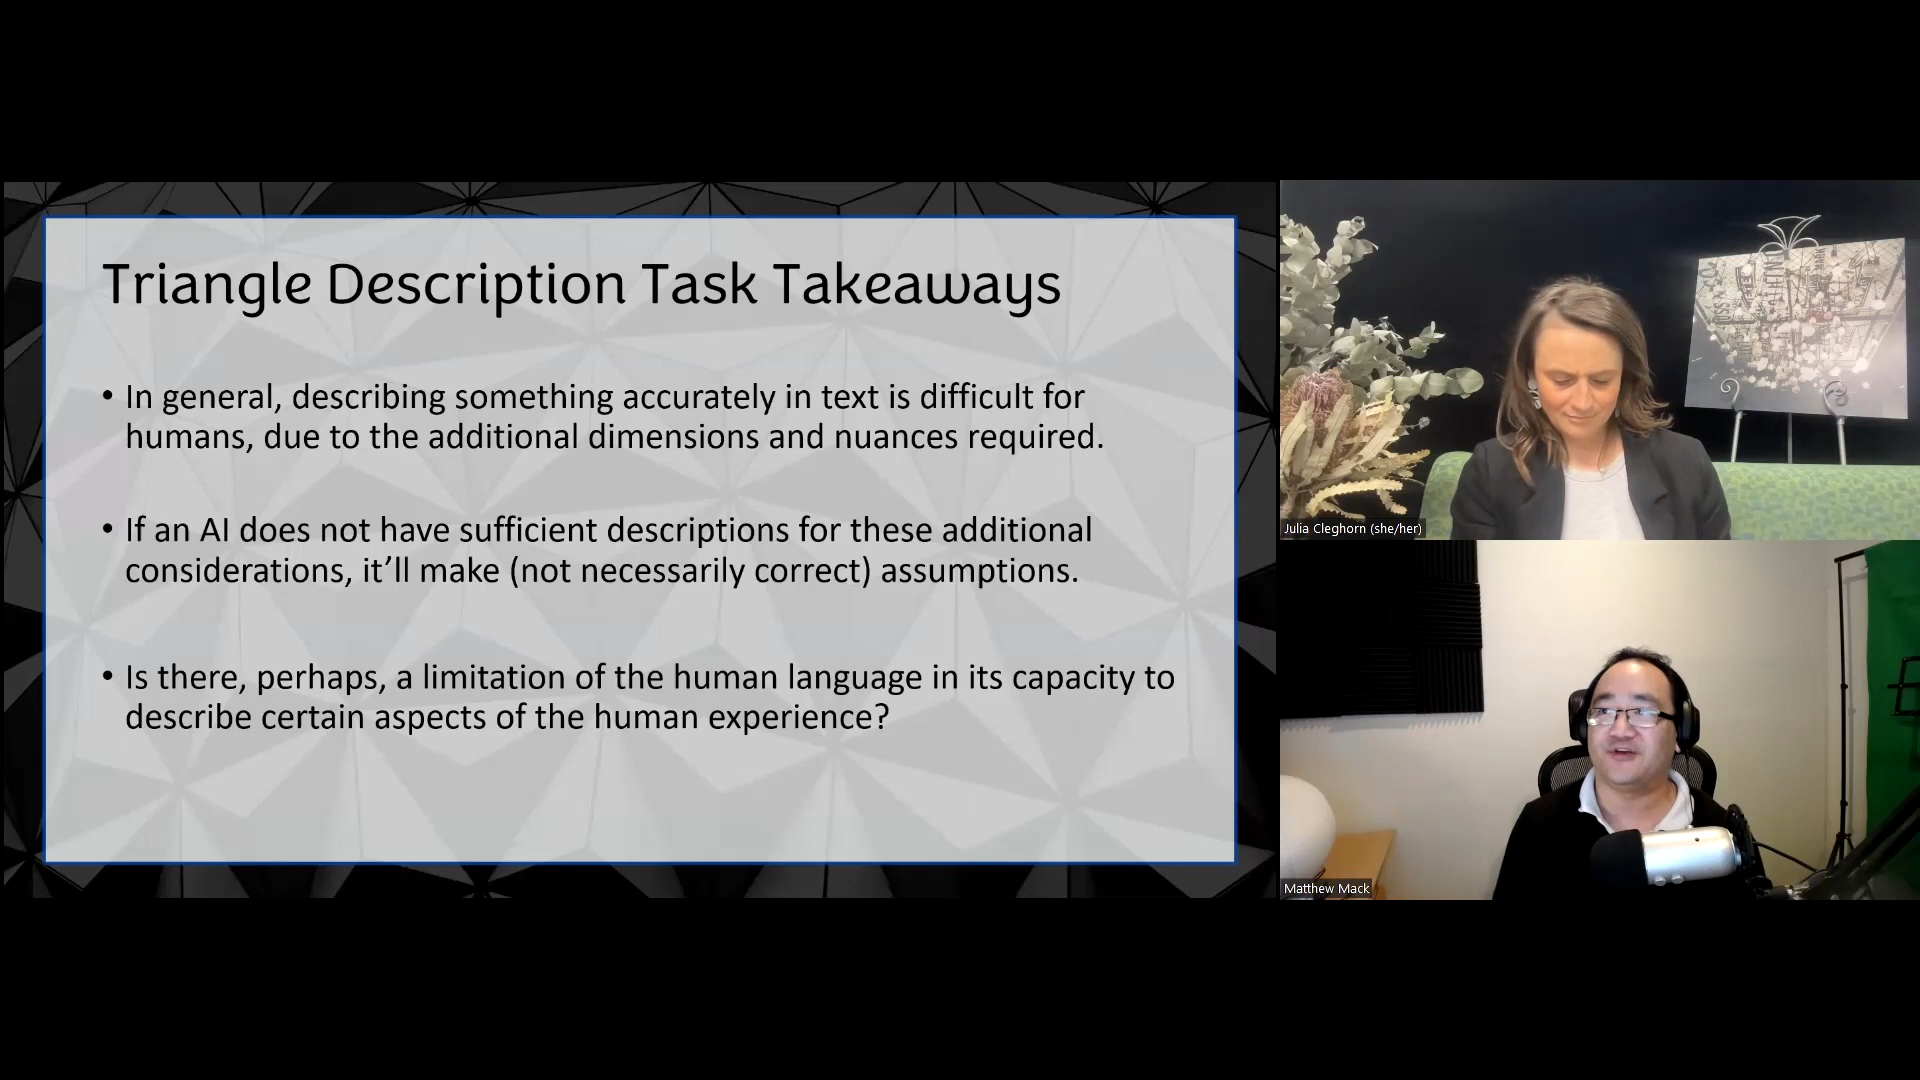 Triangle Description Task Takeaways
• In general, describing something accurately in text is difficult for
humans, due to the additional dimensions and nuances required.
• If an AI does not have sufficient descriptions for these additional
considerations, it’ll make (not necessarily correct) assumptions.
• Is there, perhaps, a limitation of the human language in its capacity to
describe certain aspects of the human experience?
Julia Cleghorn (she/her)
Matthew Mack